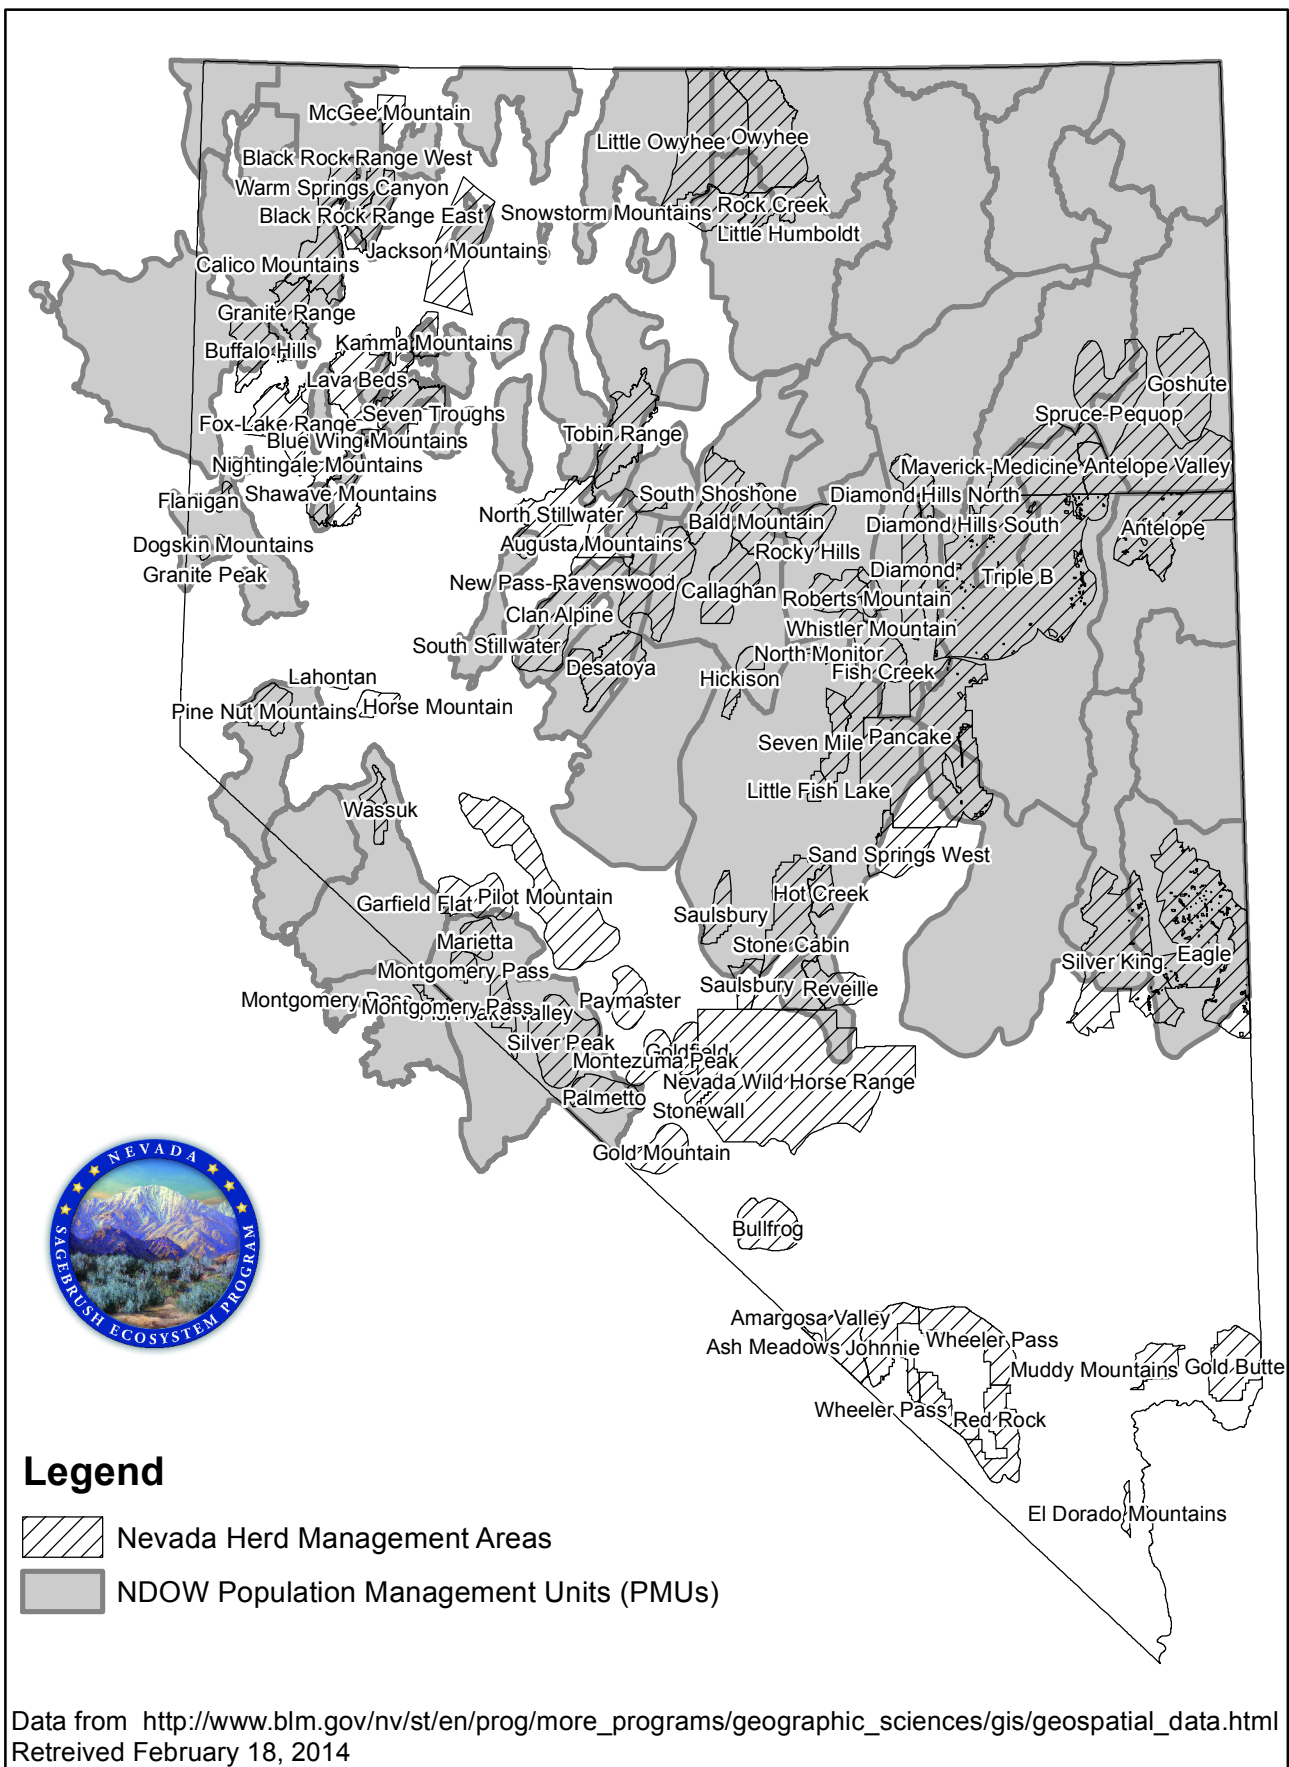 McGee Mountain
Little Owyhee
Owyhee
Black Rock Range West
Warm Springs Canyon
Black Rock Range East
Snowstorm Mountains
Rock Creek
Little Humboldt
Jackson Mountains
Calico Mountains
Granite Range
Kamma Mountains
Buffalo Hills
Lava Beds
Goshute
Fox-Lake Range
Seven Troughs
Spruce-Pequop
Blue Wing Mountains
Tobin Range
Nightingale Mountains
Maverick-Medicine
Antelope Valley
Flanigan
Shawave Mountains
South Shoshone
Diamond Hills North
North Stillwater
Bald Mountain
Diamond Hills South
Antelope
Dogskin Mountains
Augusta Mountains
Rocky Hills
Granite Peak
New Pass-Ravenswood
Callaghan
Diamond
Triple B
Roberts Mountain
Clan Alpine
Whistler Mountain
South Stillwater
North Monitor
Desatoya
Hickison
Fish Creek
Lahontan
Pine Nut Mountains
Horse Mountain
Seven Mile
Pancake
Little Fish Lake
Wassuk
Sand Springs West
Garfield Flat
Pilot Mountain
Hot Creek
Saulsbury
Marietta
Stone Cabin
Silver King
Eagle
Montgomery Pass
Saulsbury
Reveille
Montgomery Pass
Montgomery Pass
Valley
Paymaster
Silver Peak
Goldfield
Montezuma Peak
Nevada Wild Horse Range
Palmetto
Stonewall
Gold Mountain
NEVADA
SAGEBRUSH ECOSYSTEM PROGRAM
Bullfrog
Amargosa Valley
Ash Meadows
Johnnie
Wheeler Pass
Muddy Mountains
Gold Butte
Wheeler Pass
Red Rock
El Dorado Mountains
Legend
Nevada Herd Management Areas
NDOW Population Management Units (PMUs)
Data from http://www.blm.gov/nv/st/en/prog/more_programs/geographic_sciences/gis/geospatial_data.html
Retreived February 18, 2014